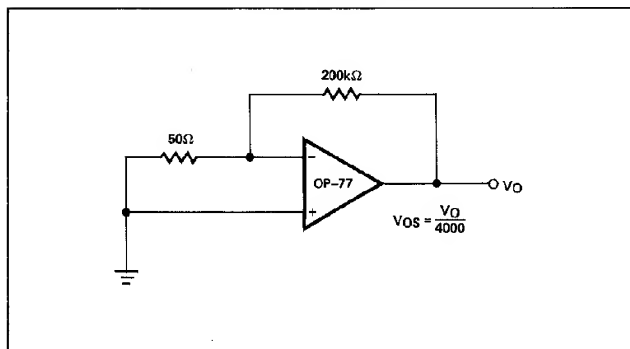 200kΩ
50Ω
−
OP–77
+
VO
VOS = VO
4000